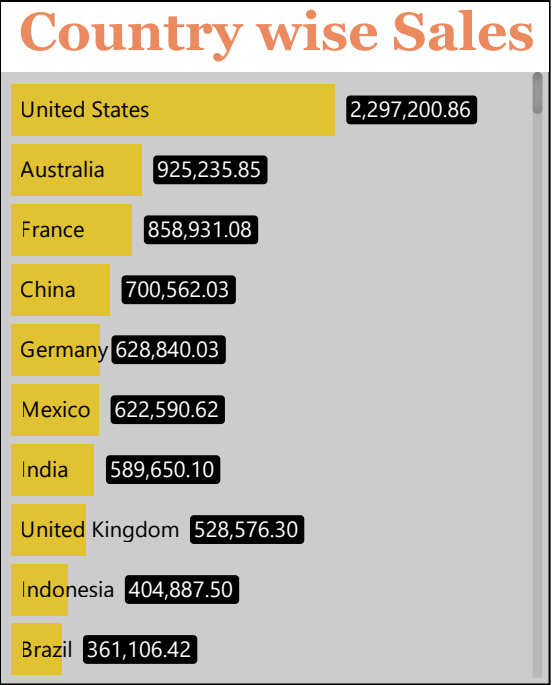 Country wise Sales
United States 2,297,200.86
Australia 925,235.85
France 858,931.08
China 700,562.03
Germany 628,840.03
Mexico 622,590.62
India 589,650.10
United Kingdom 528,576.30
Indonesia 404,887.50
Brazil 361,106.42